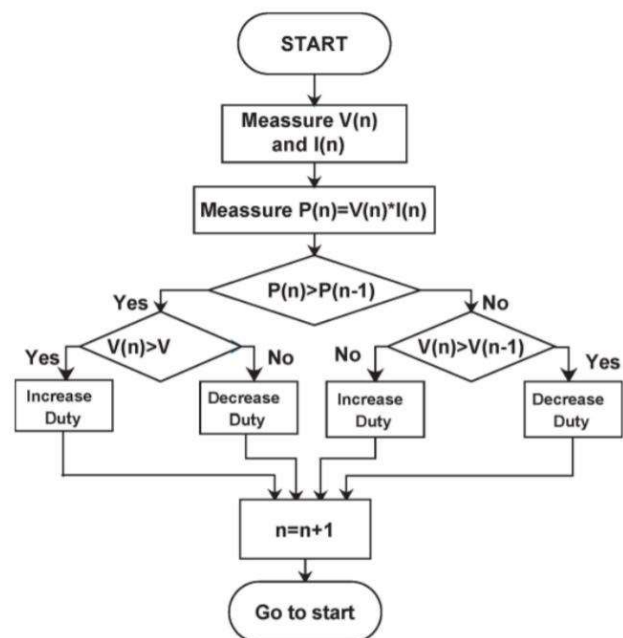 START
Meassure V(n)
and I(n)
Meassure P(n)=V(n)*I(n)
P(n)>P(n-1)
Yes
No
V(n)>V
V(n)>V(n-1)
Yes
No
No
Yes
Increase
Duty
Decrease
Duty
Increase
Duty
Decrease
Duty
n=n+1
Go to start